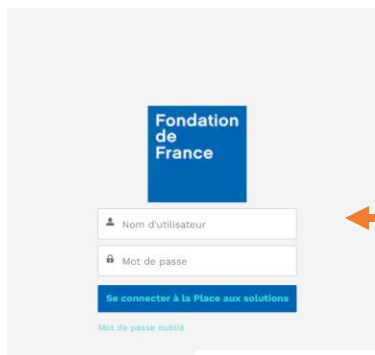 Fondation
de
France
Nom d'utilisateur
Mot de passe
Se connecter à la Place aux solutions
Mot de passe oublié